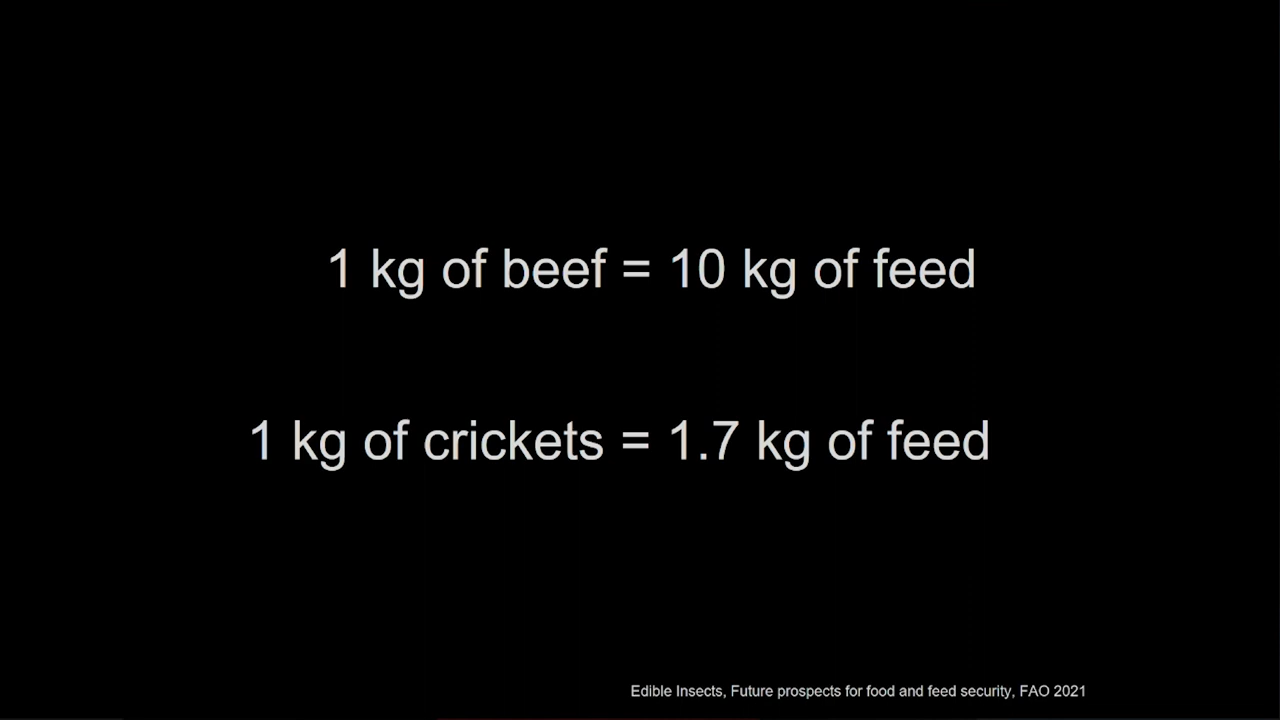 1 kg of beef = 10 kg of feed
1 kg of crickets = 1.7 kg of feed
Edible Insects, Future prospects for food and feed security, FAO 2021